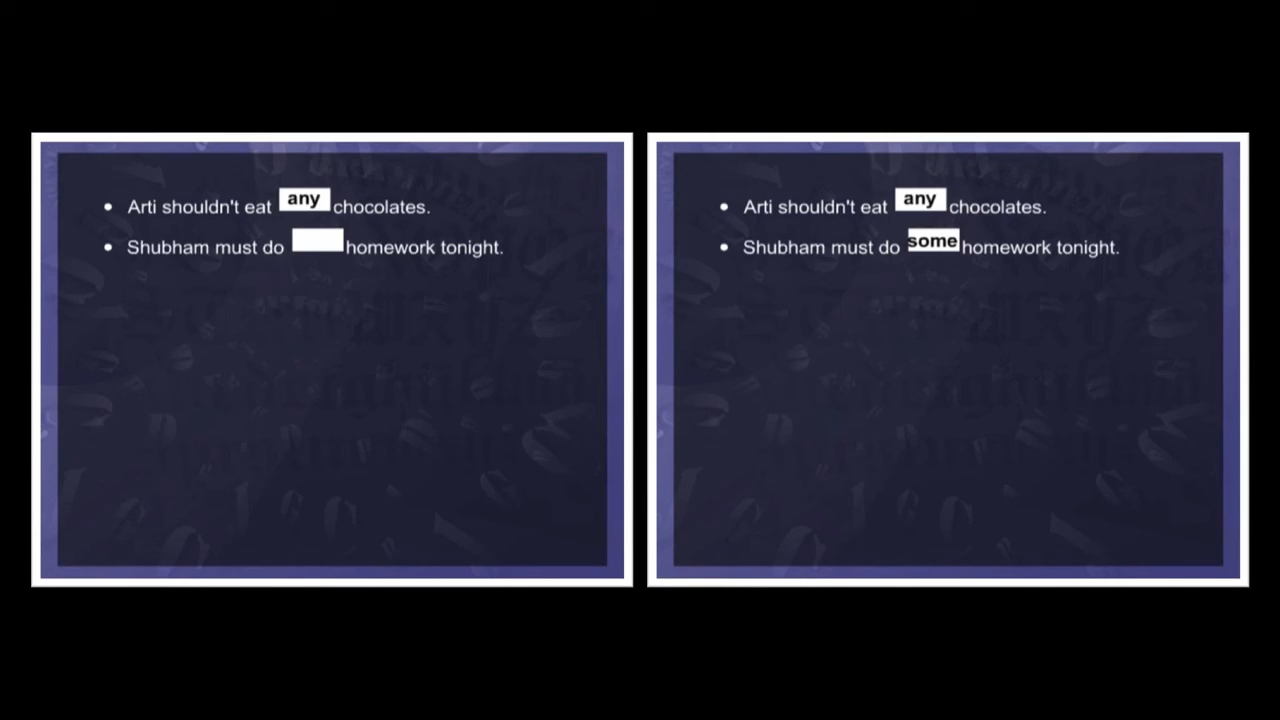 • Arti shouldn't eat any chocolates.
• Shubham must do homework tonight.
• Arti shouldn't eat any chocolates.
• Shubham must do some homework tonight.